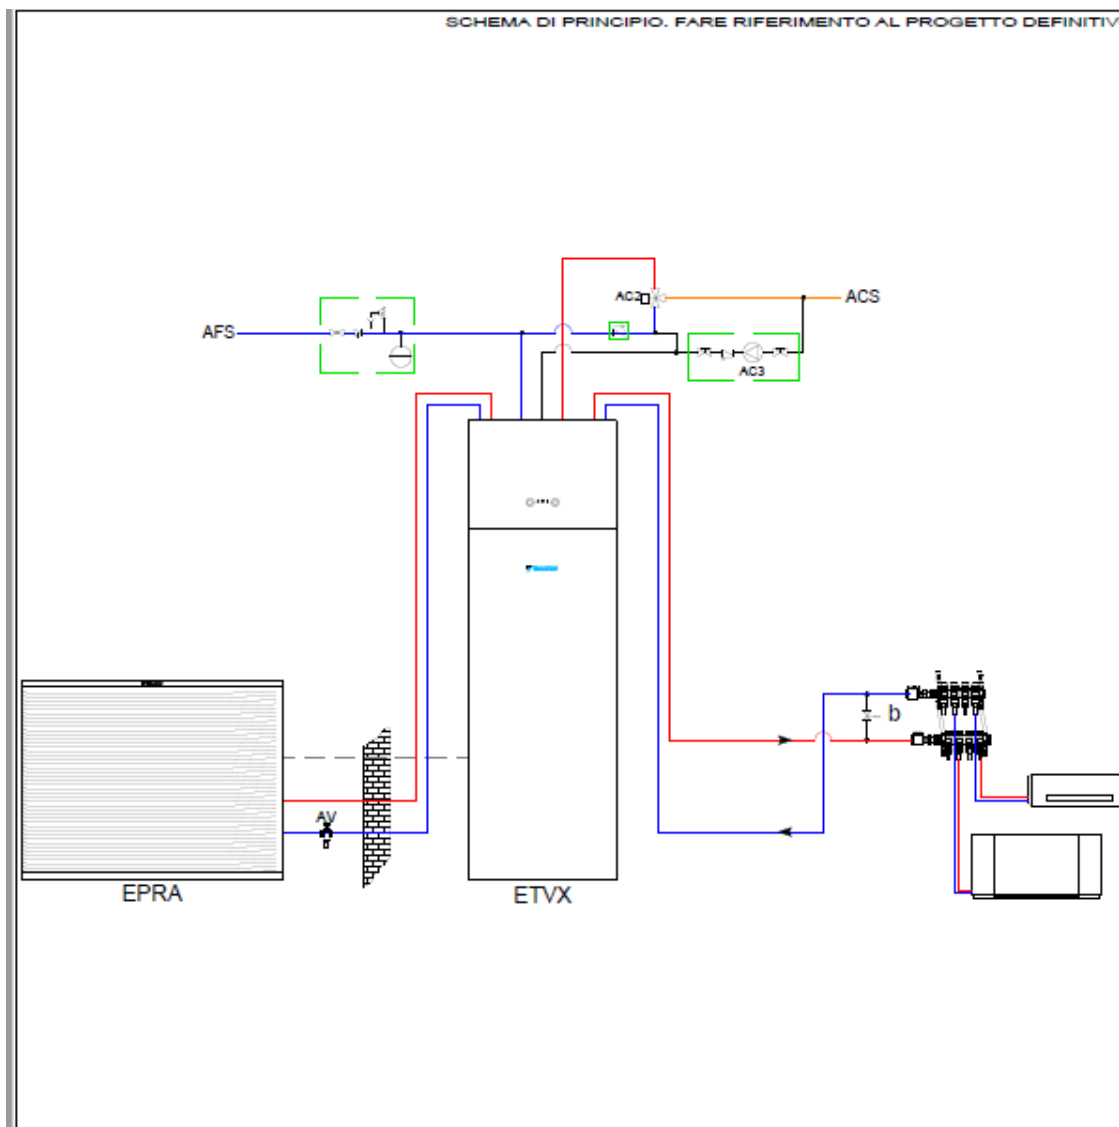 SCHEMA DI PRINCIPIO. FARE RIFERIMENTO AL PROGETTO DEFINITIV
AC2
ACS
AFS
AC3
b
AV
EPRA
ETVX